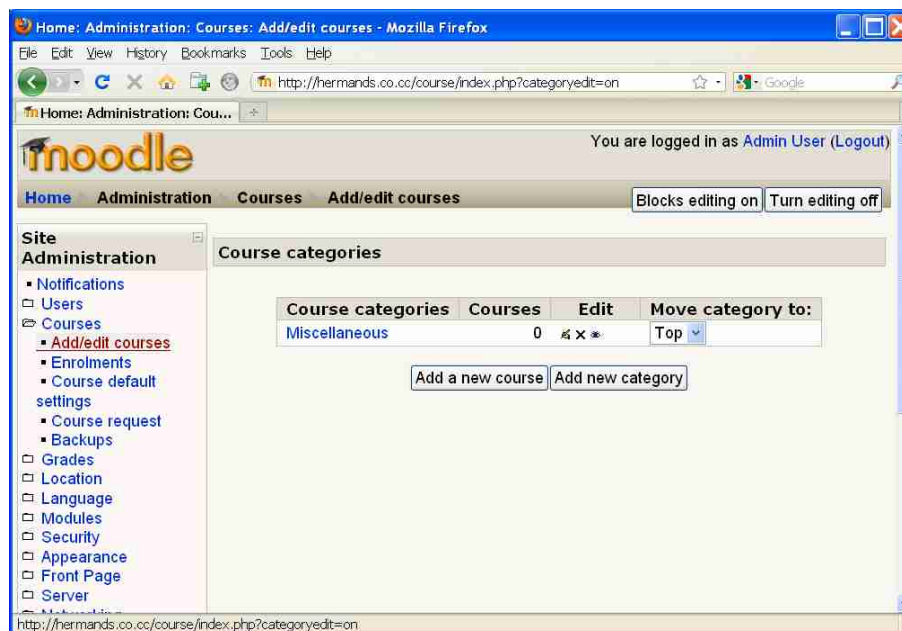 Home: Administration: Courses: Add/edit courses - Mozilla Firefox
File Edit View History Bookmarks Tools Help
http://hermands.co.cc/course/index.php?categoryedit=on
Google
Home: Administration: Cou...
moodle
You are logged in as Admin User (Logout)
Home Administration Courses Add/edit courses
Blocks editing on Turn editing off
Site
Administration
Notifications
Users
Courses
Add/edit courses
Enrolments
Course default
settings
Course request
Backups
Grades
Location
Language
Modules
Security
Appearance
Front Page
Server
Course categories
Course categories Courses Edit Move category to:
Miscellaneous 0 Top
Add a new course Add new category
http://hermands.co.cc/course/index.php?categoryedit=on